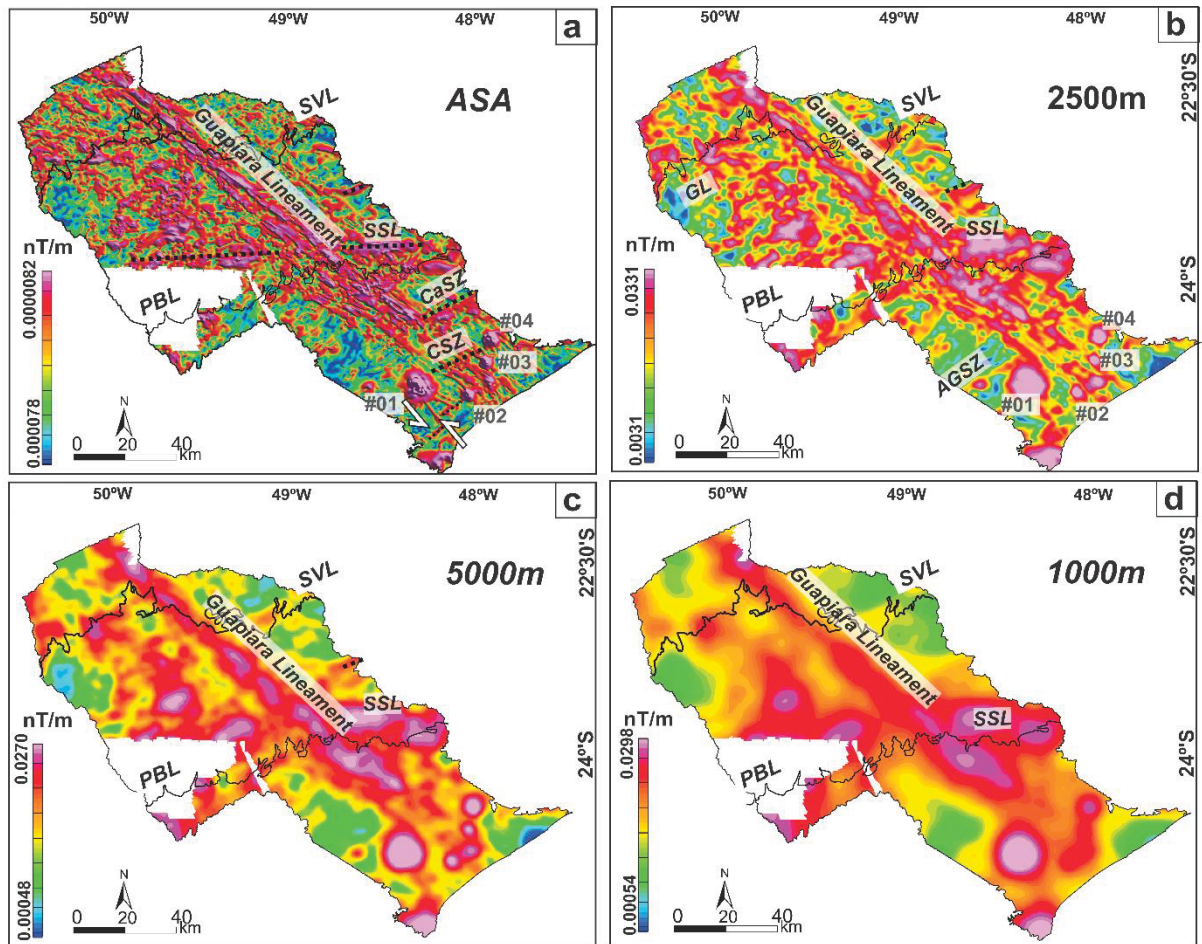 50°W
49°W
48°W
a
ASA
SVL
Guapiara Lineament
SSL
CaSZ
CSZ
PBL
#04
#03
#01
#02
nT/m
0.0000082
0.0000078
N
0 20 40
km
50°W
49°W
48°W
b
2500m
22°30'S
24°S
SVL
Guapiara Lineament
GL
SSL
PBL
AGSZ
#04
#03
#01
#02
nT/m
0.0331
0.0031
N
0 20 40
km
50°W
49°W
48°W
c
5000m
22°30'S
24°S
SVL
Guapiara Lineament
SSL
PBL
nT/m
0.0270
0.00048
N
0 20 40
km
50°W
49°W
48°W
d
1000m
22°30'S
24°S
SVL
Guapiara Lineament
SSL
PBL
nT/m
0.0298
0.00054
N
0 20 40
km